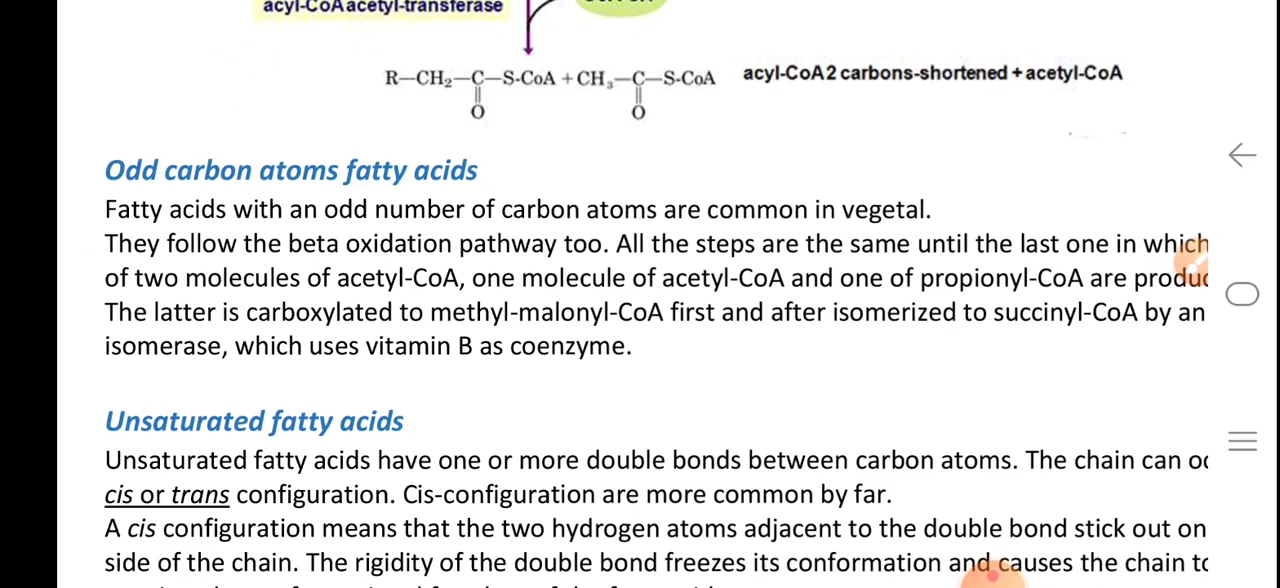 acyl-CoA acetyl-transferase
R—CH₂—C—S-CoA + CH₃—C—S-CoA acyl-CoA 2 carbons-shortened + acetyl-CoA
O O
Odd carbon atoms fatty acids
Fatty acids with an odd number of carbon atoms are common in vegetal.
They follow the beta oxidation pathway too. All the steps are the same until the last one in which
of two molecules of acetyl-CoA, one molecule of acetyl-CoA and one of propionyl-CoA are
The latter is carboxylated to methyl-malonyl-CoA first and after isomerized to succinyl-CoA by an
isomerase, which uses vitamin B as coenzyme.
Unsaturated fatty acids
Unsaturated fatty acids have one or more double bonds between carbon atoms. The chain can
cis or trans configuration. Cis-configuration are more common by far.
A cis configuration means that the two hydrogen atoms adjacent to the double bond stick out on
side of the chain. The rigidity of the double bond freezes its conformation and causes the chain